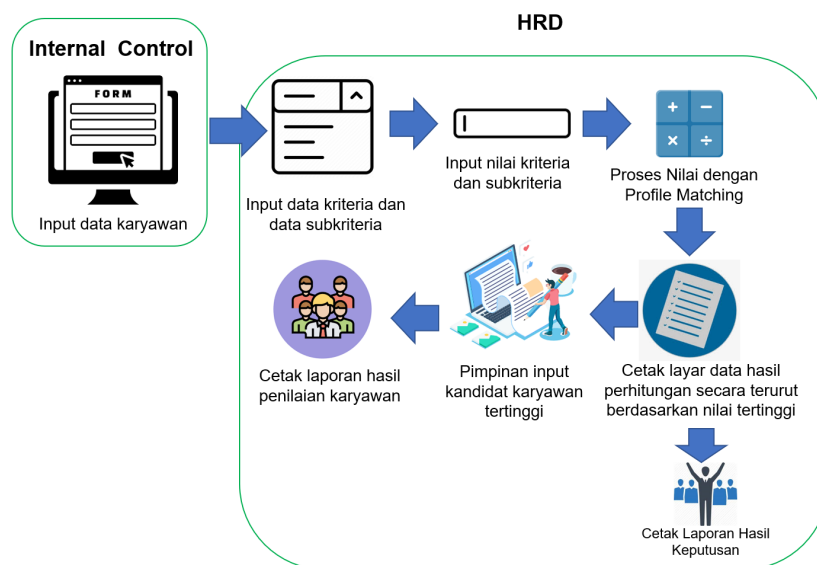 HRD
Internal Control
FORM
Input data karyawan
Input data kriteria dan
data subkriteria
Input nilai kriteria
dan subkriteria
Proses Nilai dengan
Profile Matching
Cetak layar data hasil
perhitungan secara terurut
berdasarkan nilai tertinggi
Pimpinan input
kandidat karyawan
tertinggi
Cetak laporan hasil
penilaian karyawan
Cetak Laporan Hasil
Keputusan